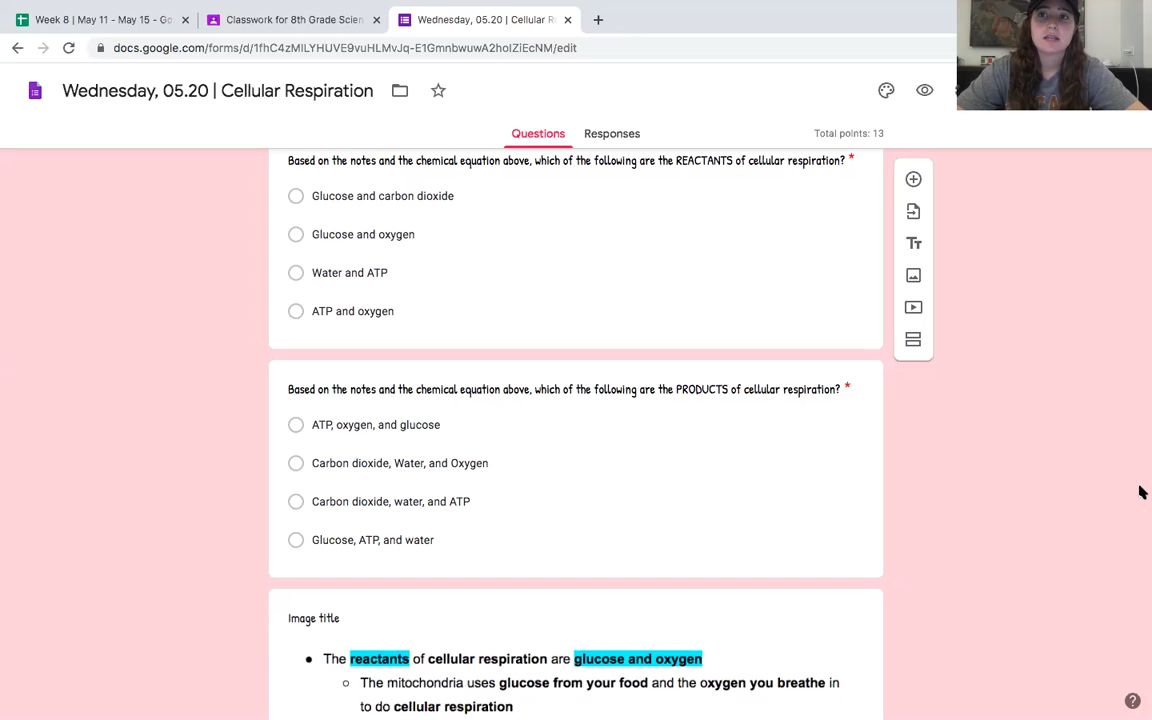 Week 8 | May 11 - May 15 - Go
Classwork for 8th Grade Scien
Wednesday, 05.20 | Cellular R
docs.google.com/forms/d/1fhC4zMlLYHUVE9vuHLMvJq-E1GmnbwuwA2holZiEcNM/edit
Wednesday, 05.20 | Cellular Respiration
Questions
Responses
Total points: 13
Based on the notes and the chemical equation above, which of the following are the REACTANTS of cellular respiration? *
Glucose and carbon dioxide
Glucose and oxygen
Water and ATP
ATP and oxygen
Based on the notes and the chemical equation above, which of the following are the PRODUCTS of cellular respiration? *
ATP, oxygen, and glucose
Carbon dioxide, Water, and Oxygen
Carbon dioxide, water, and ATP
Glucose, ATP, and water
Image title
● The reactants of cellular respiration are glucose and oxygen
○ The mitochondria uses glucose from your food and the oxygen you breathe in
to do cellular respiration